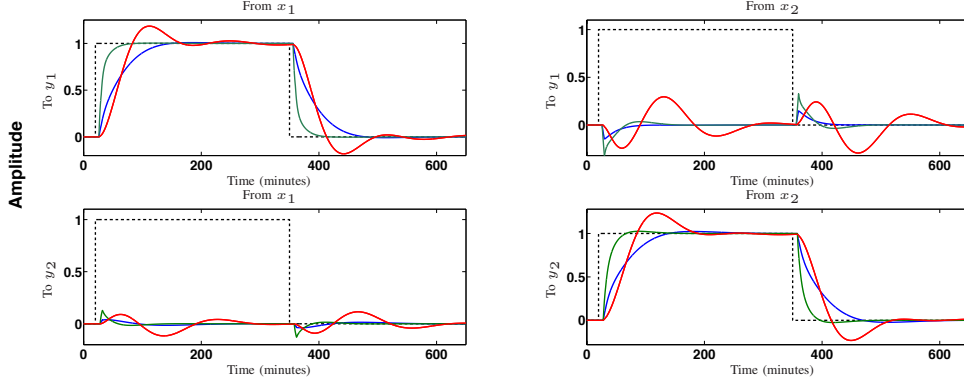 From x1
From x2
Amplitude
To y1
1
0.5
0
0 200 400 600
Time (minutes)
To y1
1
0.5
0
0 200 400 600
Time (minutes)
From x1
From x2
To y2
1
0.5
0
0 200 400 600
Time (minutes)
To y2
1
0.5
0
0 200 400 600
Time (minutes)